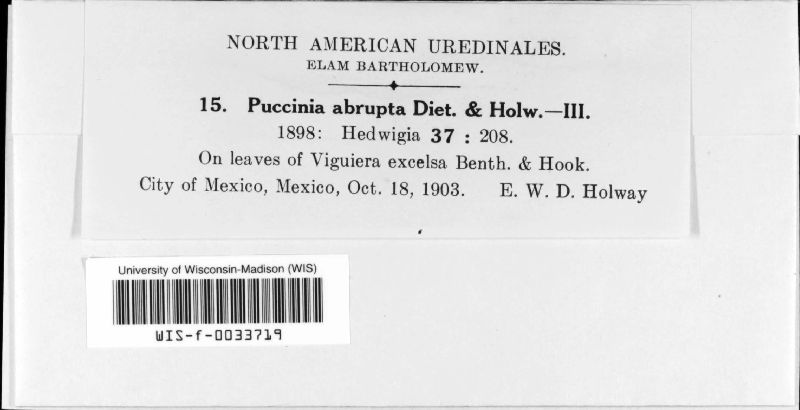 NORTH AMERICAN UREDINALES.
ELAM BARTHOLOMEW.
15. Puccinia abrupta Diet. & Holw.—III.
1898: Hedwigia 37 : 208.
On leaves of Viguiera excelsa Benth. & Hook.
City of Mexico, Mexico, Oct. 18, 1903. E. W. D. Holway
University of Wisconsin-Madison (WIS)
WIS-f-0033719